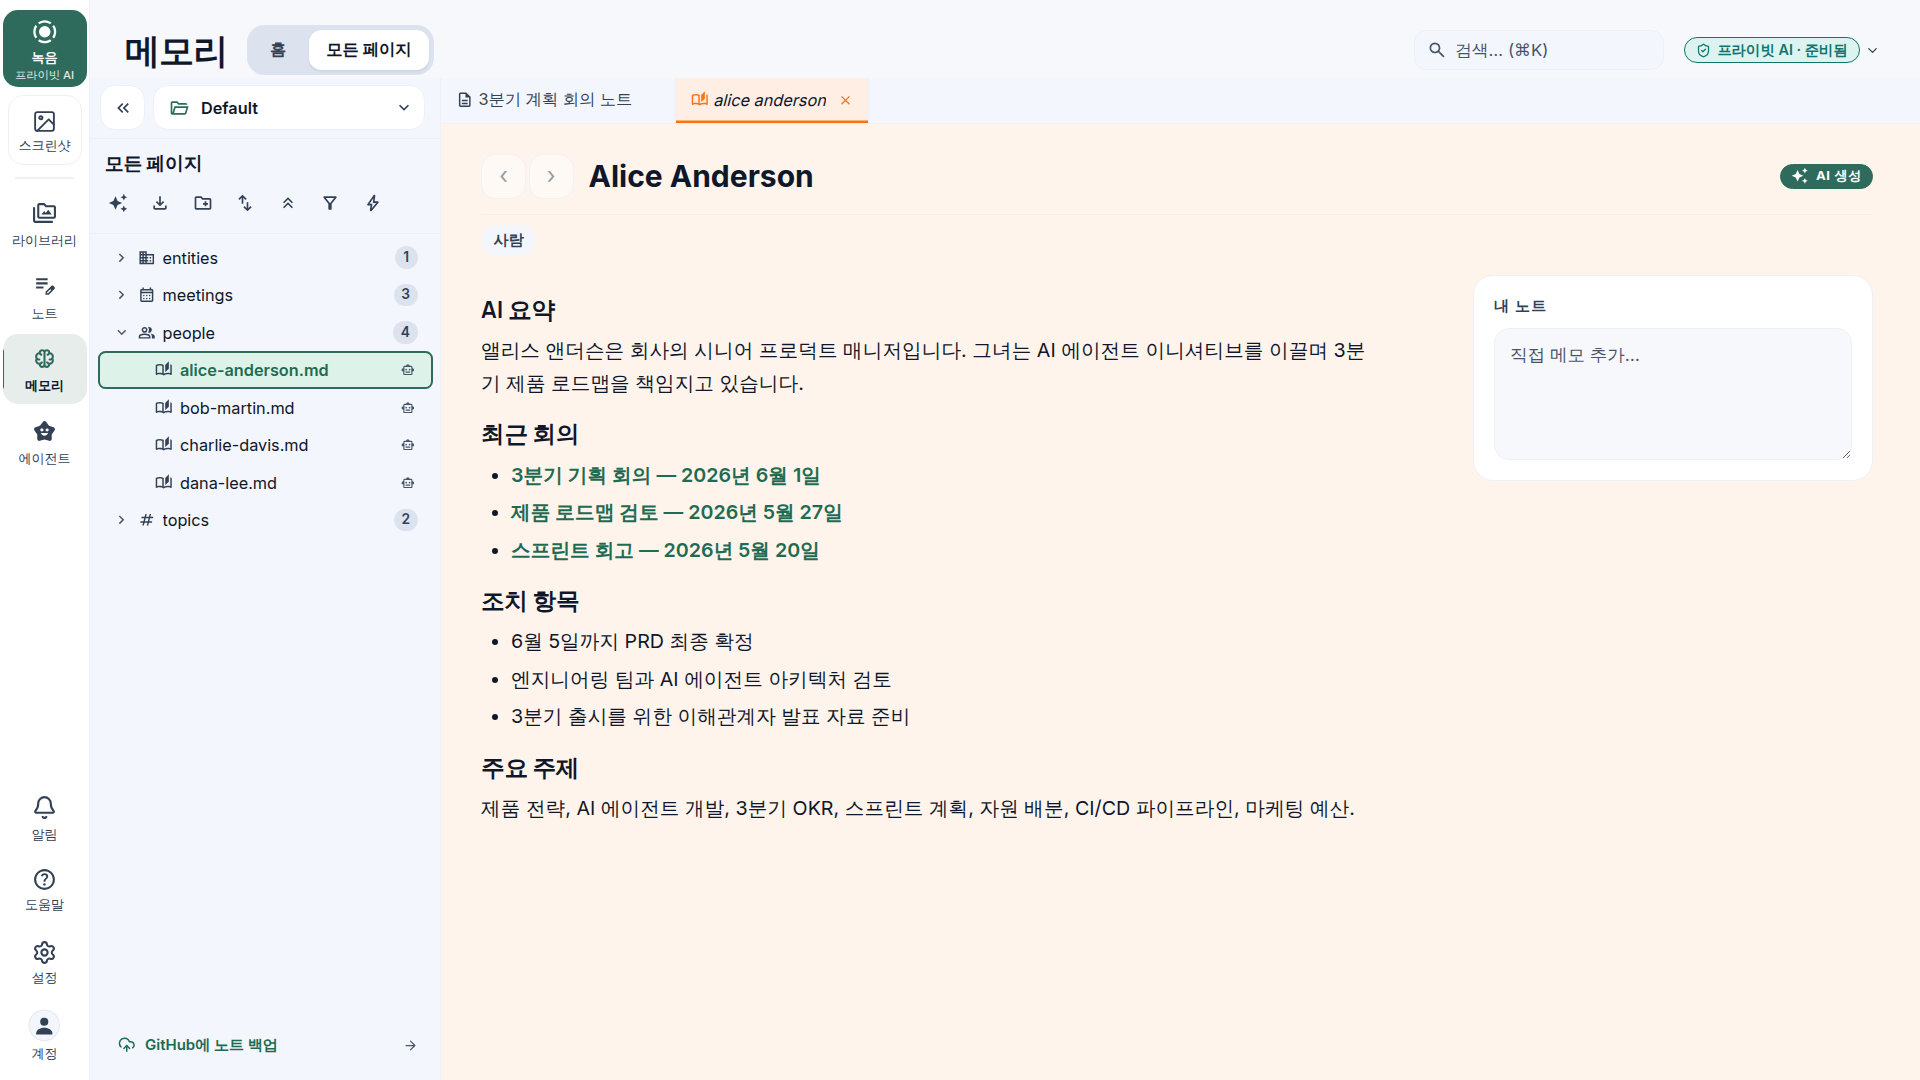 녹음
프라이빗 AI
스크린샷
라이브러리
노트
메모리
에이전트
알림
도움말
설정
계정
메모리
홈
모든 페이지
검색... (⌘K)
프라이빗 AI · 준비됨
Default
모든 페이지
entities
1
meetings
3
people
4
alice-anderson.md
bob-martin.md
charlie-davis.md
dana-lee.md
topics
2
GitHub에 노트 백업
3분기 계획 회의 노트
alice anderson
Alice Anderson
AI 생성
사람
AI 요약
앨리스 앤더슨은 회사의 시니어 프로덕트 매니저입니다. 그녀는 AI 에이전트 이니셔티브를 이끌며 3분
기 제품 로드맵을 책임지고 있습니다.
최근 회의
3분기 기획 회의 — 2026년 6월 1일
제품 로드맵 검토 — 2026년 5월 27일
스프린트 회고 — 2026년 5월 20일
조치 항목
6월 5일까지 PRD 최종 확정
엔지니어링 팀과 AI 에이전트 아키텍처 검토
3분기 출시를 위한 이해관계자 발표 자료 준비
주요 주제
제품 전략, AI 에이전트 개발, 3분기 OKR, 스프린트 계획, 자원 배분, CI/CD 파이프라인, 마케팅 예산.
내 노트
직접 메모 추가...